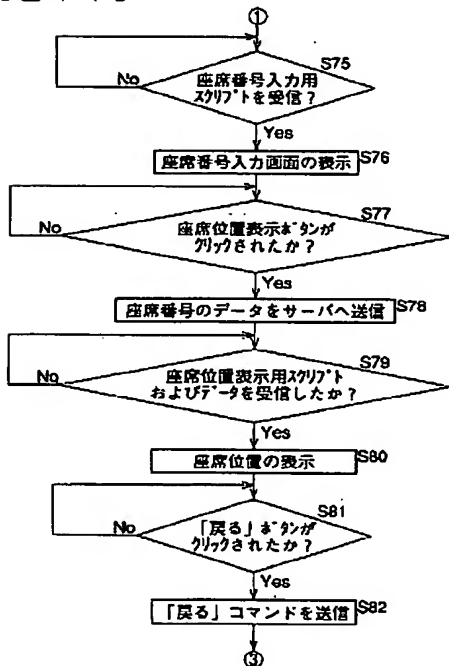 ①
S75
座席番号入力用
スクリプトを受信？
No
Yes
座席番号入力画面の表示
S76
S77
座席位置表示ボタンが
クリックされたか？
No
Yes
座席番号のデータをサーバへ送信
S78
S79
座席位置表示用スクリプト
およびデータを受信したか？
No
Yes
座席位置の表示
S80
S81
「戻る」ボタンが
クリックされたか？
No
Yes
「戻る」コマンドを送信
S82
③